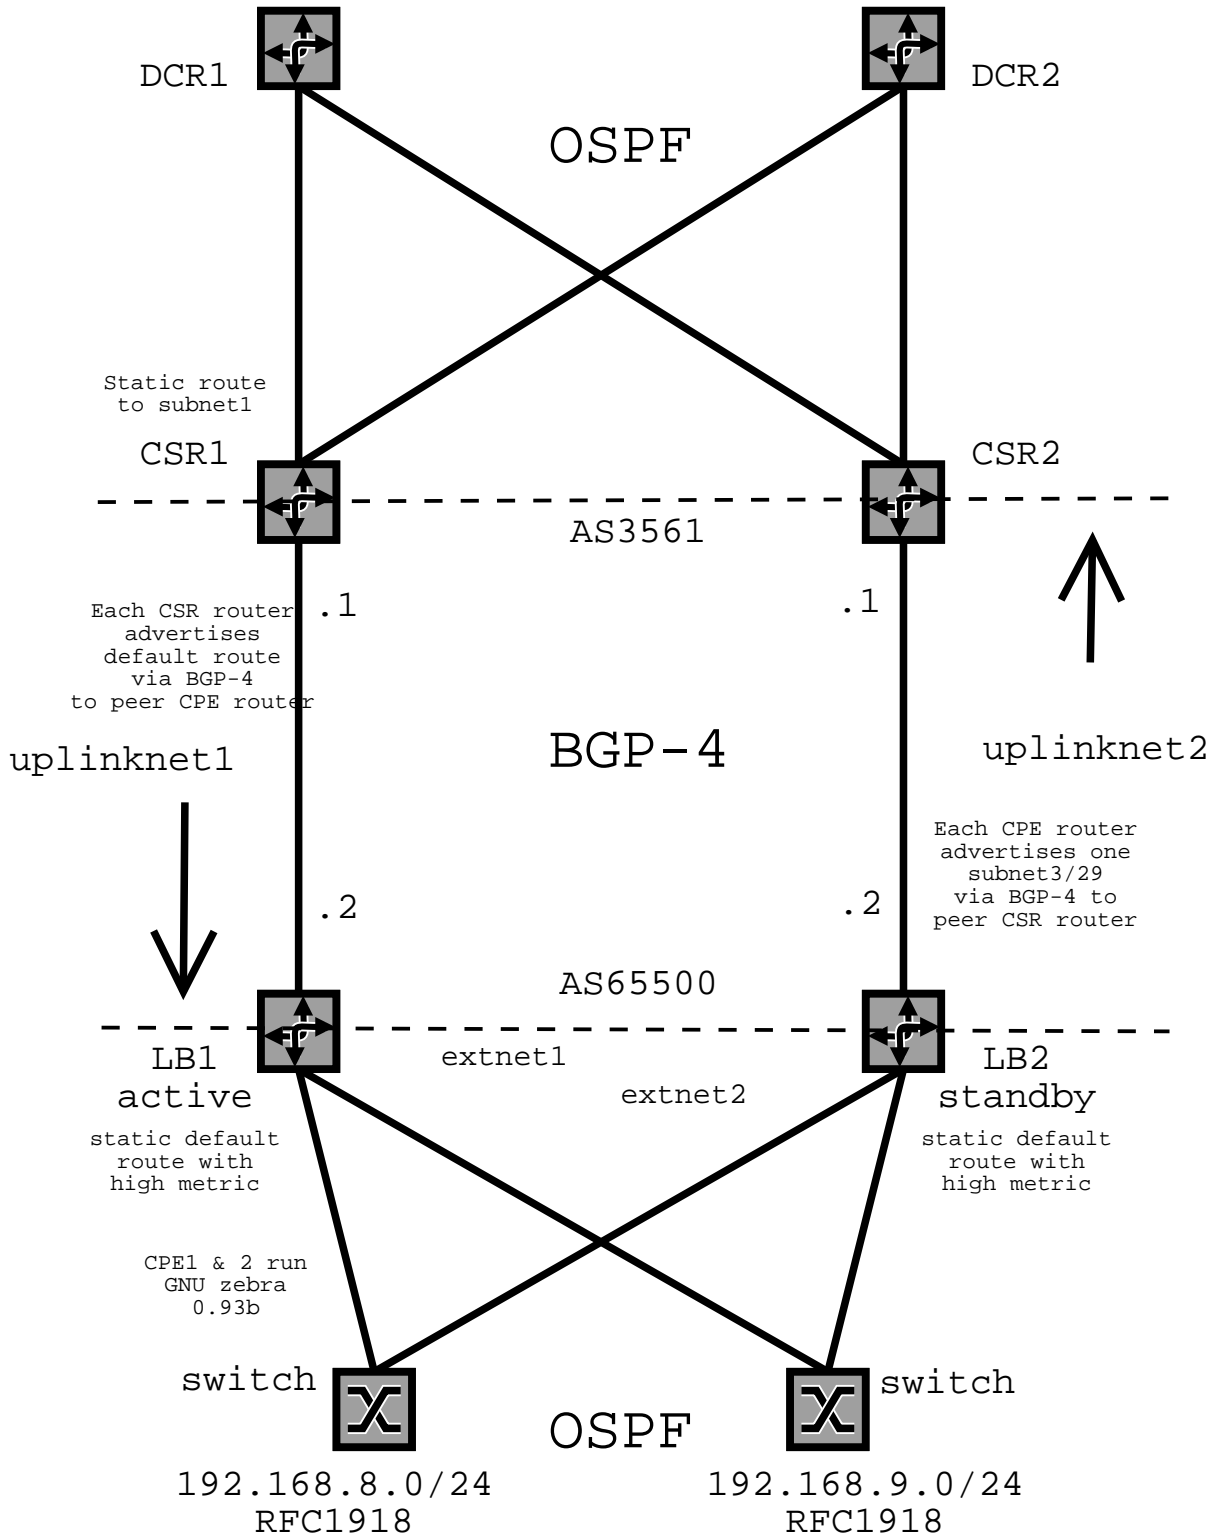 DCR1
DCR2
OSPF
Static route
to subnet1
CSR1
CSR2
AS3561
.1
.1
Each CSR router
advertises
default route
via BGP-4
to peer CPE router
uplinknet1
BGP-4
uplinknet2
Each CPE router
advertises one
subnet3/29
via BGP-4 to
peer CSR router
.2
.2
AS65500
LB1
active
extnet1
extnet2
LB2
standby
static default
route with
high metric
static default
route with
high metric
CPE1 & 2 run
GNU zebra
0.93b
switch
switch
OSPF
192.168.8.0/24
RFC1918
192.168.9.0/24
RFC1918